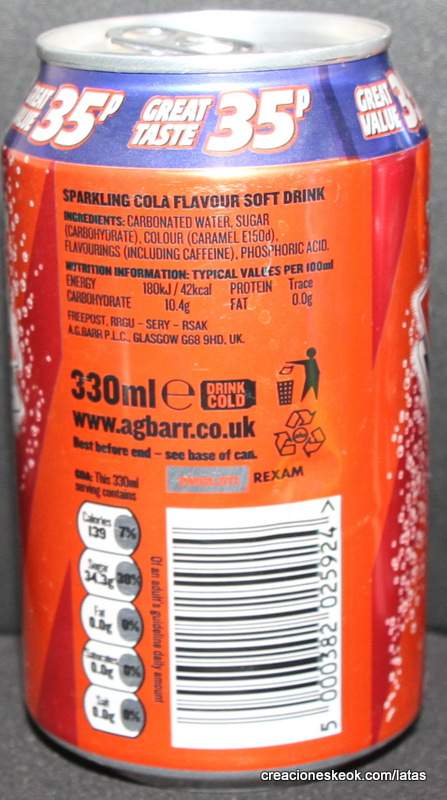 GREAT
VALUE 35P
GREAT
TASTE 35P
GREAT
VALUE
SPARKLING COLA FLAVOUR SOFT DRINK
INGREDIENTS: CARBONATED WATER, SUGAR
(CARBOHYDRATE), COLOUR (CARAMEL E150d),
FLAVOURINGS (INCLUDING CAFFEINE), PHOSPHORIC ACID.
NUTRITION INFORMATION: TYPICAL VALUES PER 100ml
ENERGY 180kJ / 42kcal PROTEIN Trace
CARBOHYDRATE 10.4g FAT 0.0g
FREEPOST, RRGU - SERY - RSAK
A.G.BARR P.L.C., GLASGOW G68 9HD, UK.
330ml e DRINK COLD
www.agbarr.co.uk
Best before end – see base of can.
REXAM
GDA: This 330ml
serving contains
Calories
139 7%
Sugar
34.3g 38%
Fat
0.0g 0%
Saturates
0.0g 0%
Salt
0.0g 0%
Of an adult's guideline daily amount
5 000382 025924 >
creacioneskeok.com/latas